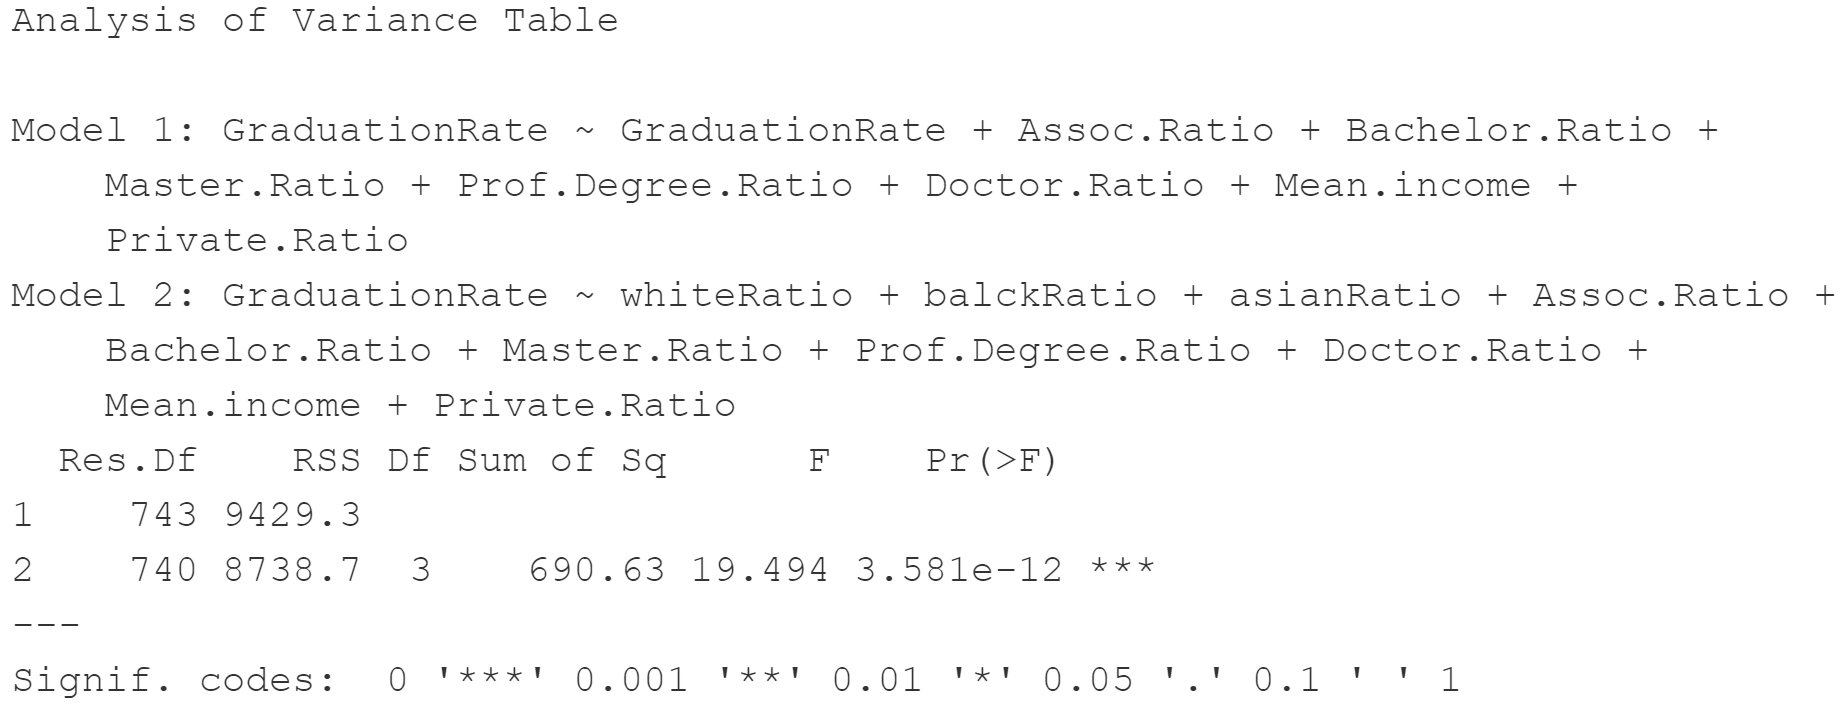 Analysis of Variance Table
Model 1: GraduationRate ~ GraduationRate + Assoc.Ratio + Bachelor.Ratio +
Master.Ratio + Prof.Degree.Ratio + Doctor.Ratio + Mean.income +
Private.Ratio
Model 2: GraduationRate ~ whiteRatio + balckRatio + asianRatio + Assoc.Ratio +
Bachelor.Ratio + Master.Ratio + Prof.Degree.Ratio + Doctor.Ratio +
Mean.income + Private.Ratio
Res.Df RSS Df Sum of Sq F Pr(>F)
1 743 9429.3
2 740 8738.7 3 690.63 19.494 3.581e-12 ***
---
Signif. codes: 0 '***' 0.001 '**' 0.01 '*' 0.05 '.' 0.1 ' ' 1